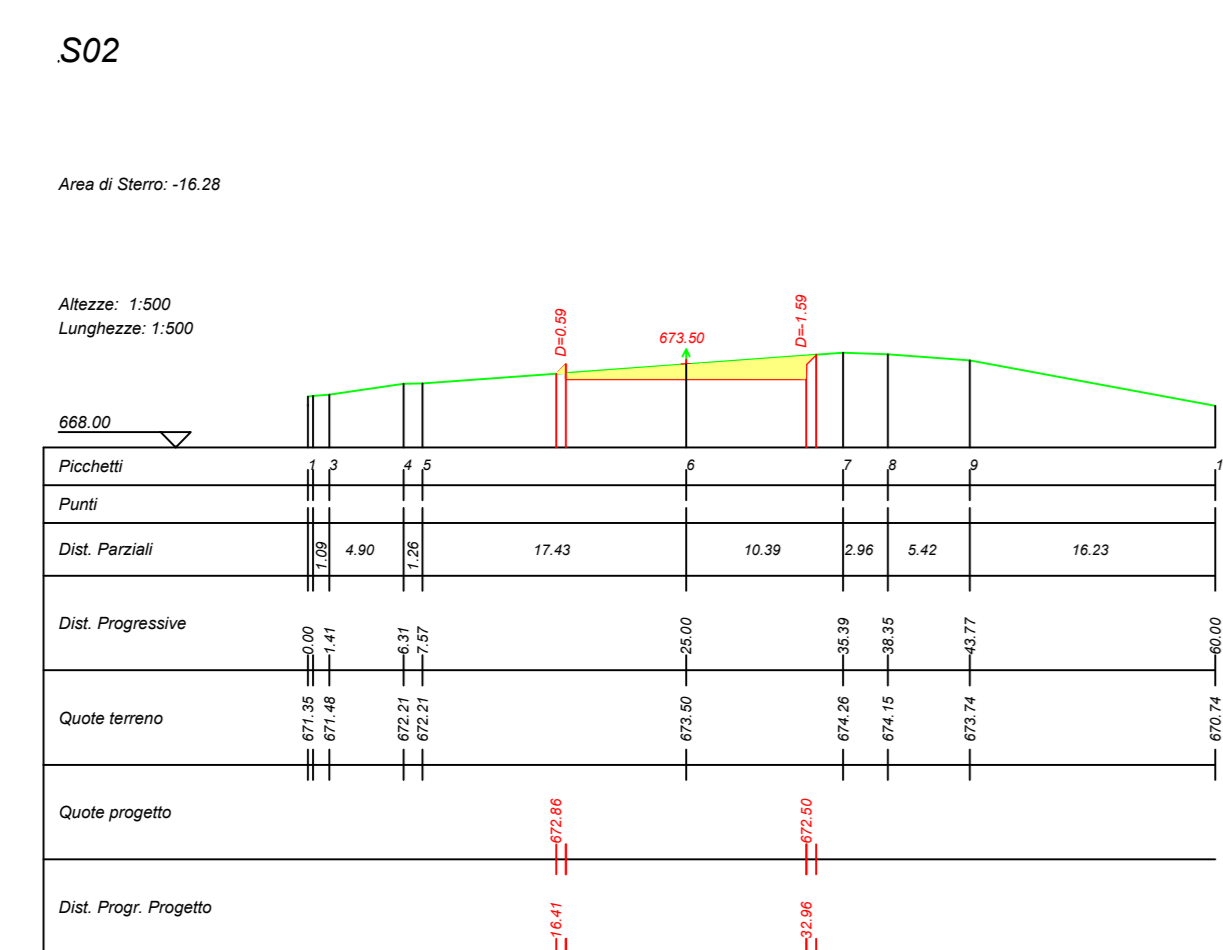 S02
Area di Sterro: -16.28
Altezze: 1:500
Lunghezze: 1:500
D=0.59
673.50
D=-1.59
668.00
Picchetti 1 3 4 5 6 7 8 9 1
Punti
Dist. Parziali 1.09 4.90 1.26 17.43 10.39 2.96 5.42 16.23
Dist. Progressive 0.00 1.41 6.31 7.57 25.00 35.39 38.35 43.77 60.00
Quote terreno 671.35 671.48 672.21 672.21 673.50 674.26 674.15 673.74 670.74
Quote progetto 672.86 672.50
Dist. Progr. Progetto 16.41 32.96